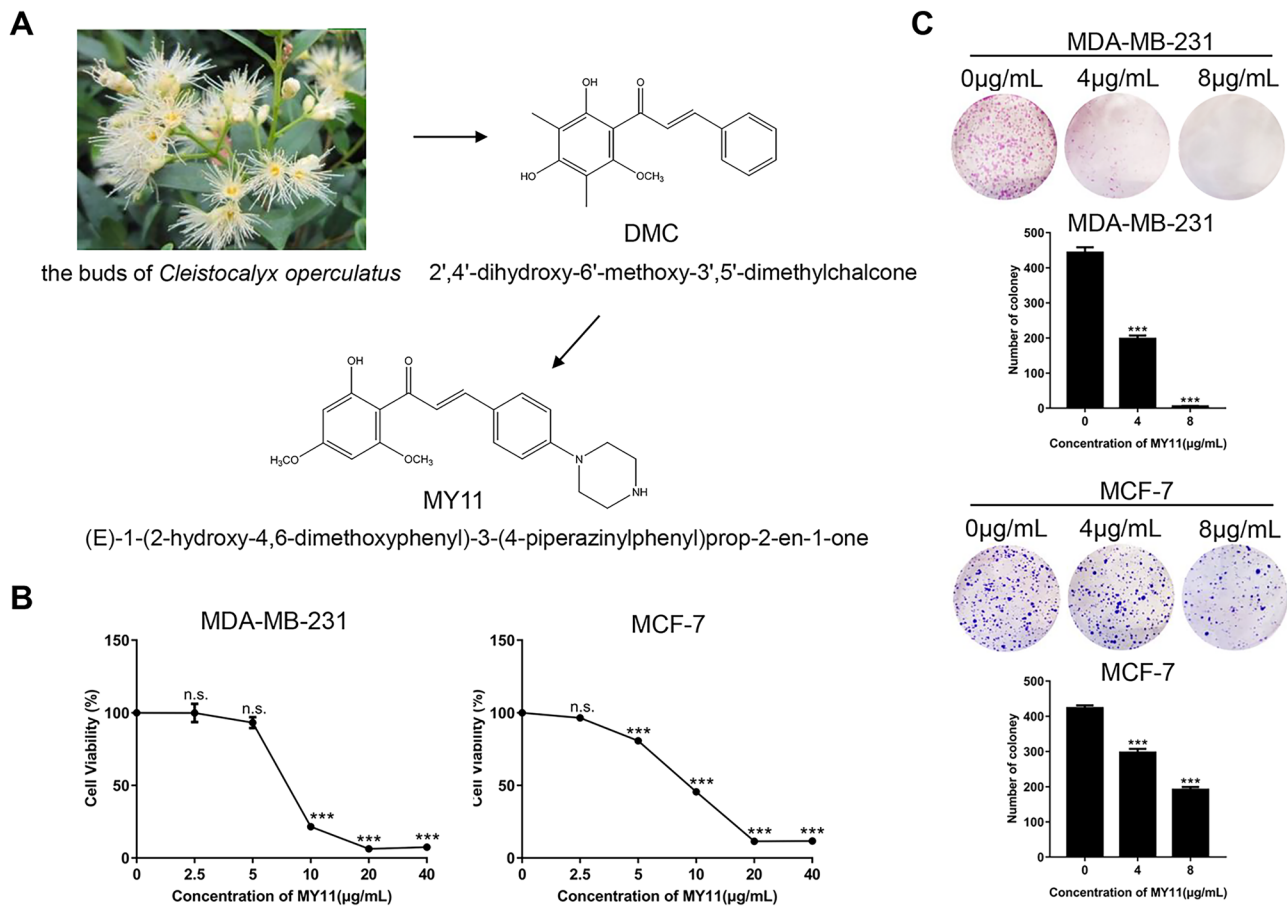 A
OH
O
HO
OCH3
DMC
the buds of Cleistocalyx operculatus
2',4'-dihydroxy-6'-methoxy-3',5'-dimethylchalcone
OH
O
H3CO
OCH3
N
NH
MY11
(E)-1-(2-hydroxy-4,6-dimethoxyphenyl)-3-(4-piperazinylphenyl)prop-2-en-1-one
B
MDA-MB-231
Cell Viability (%)
150
100
50
0
n.s.
n.s.
***
***
***
0 2.5 5 10 20 40
Concentration of MY11(μg/mL)
MCF-7
Cell Viability (%)
150
100
50
0
n.s.
***
***
***
***
0 2.5 5 10 20 40
Concentration of MY11(μg/mL)
C
MDA-MB-231
0μg/mL 4μg/mL 8μg/mL
MDA-MB-231
Number of coloney
500
400
300
200
100
0
***
***
0 4 8
Concentration of MY11(μg/mL)
MCF-7
0μg/mL 4μg/mL 8μg/mL
MCF-7
Number of coloney
500
400
300
200
100
0
***
***
0 4 8
Concentration of MY11(μg/mL)